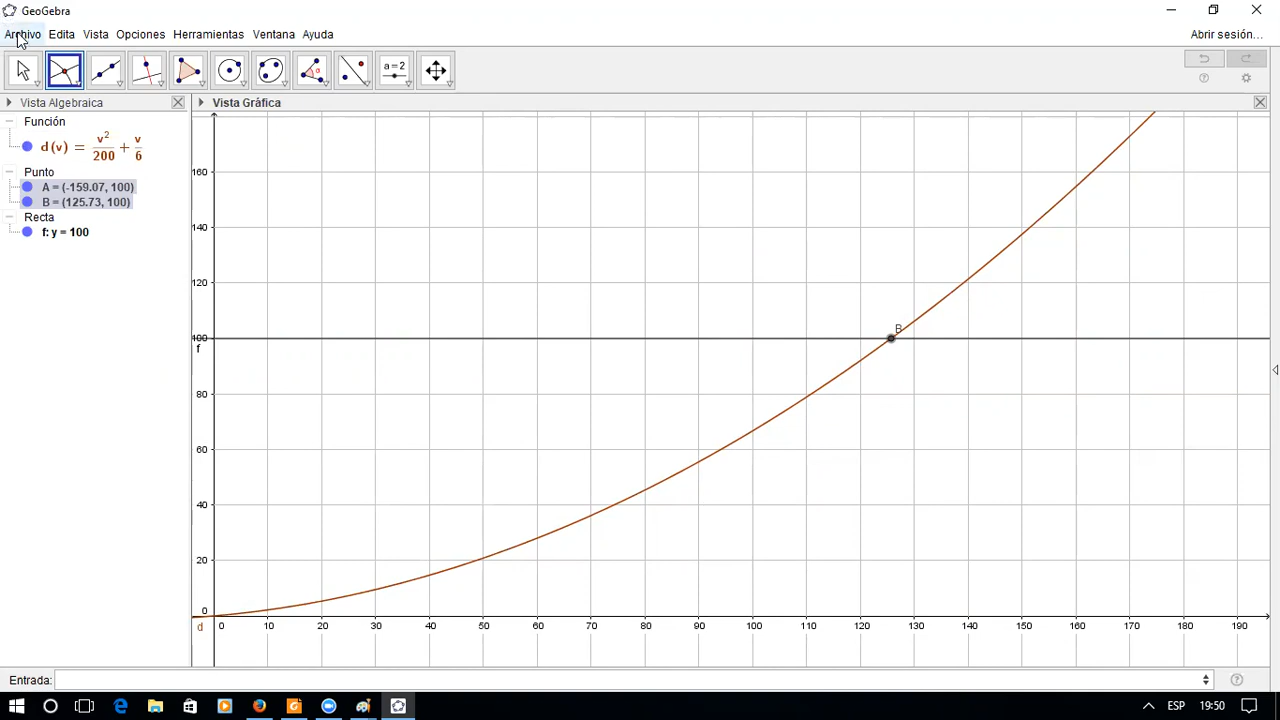 GeoGebra
Archivo Edita Vista Opciones Herramientas Ventana Ayuda Abrir sesión...
a = 2
Vista Algebraica
Vista Gráfica
Función
d(v) = v² / 200 + v / 6
Punto
A = (-159.07, 100)
B = (125.73, 100)
Recta
f: y = 100
160
140
120
B
100
f
80
60
40
20
0
0 10 20 30 40 50 60 70 80 90 100 110 120 130 140 150 160 170 180 190
d
Entrada:
ESP 19:50